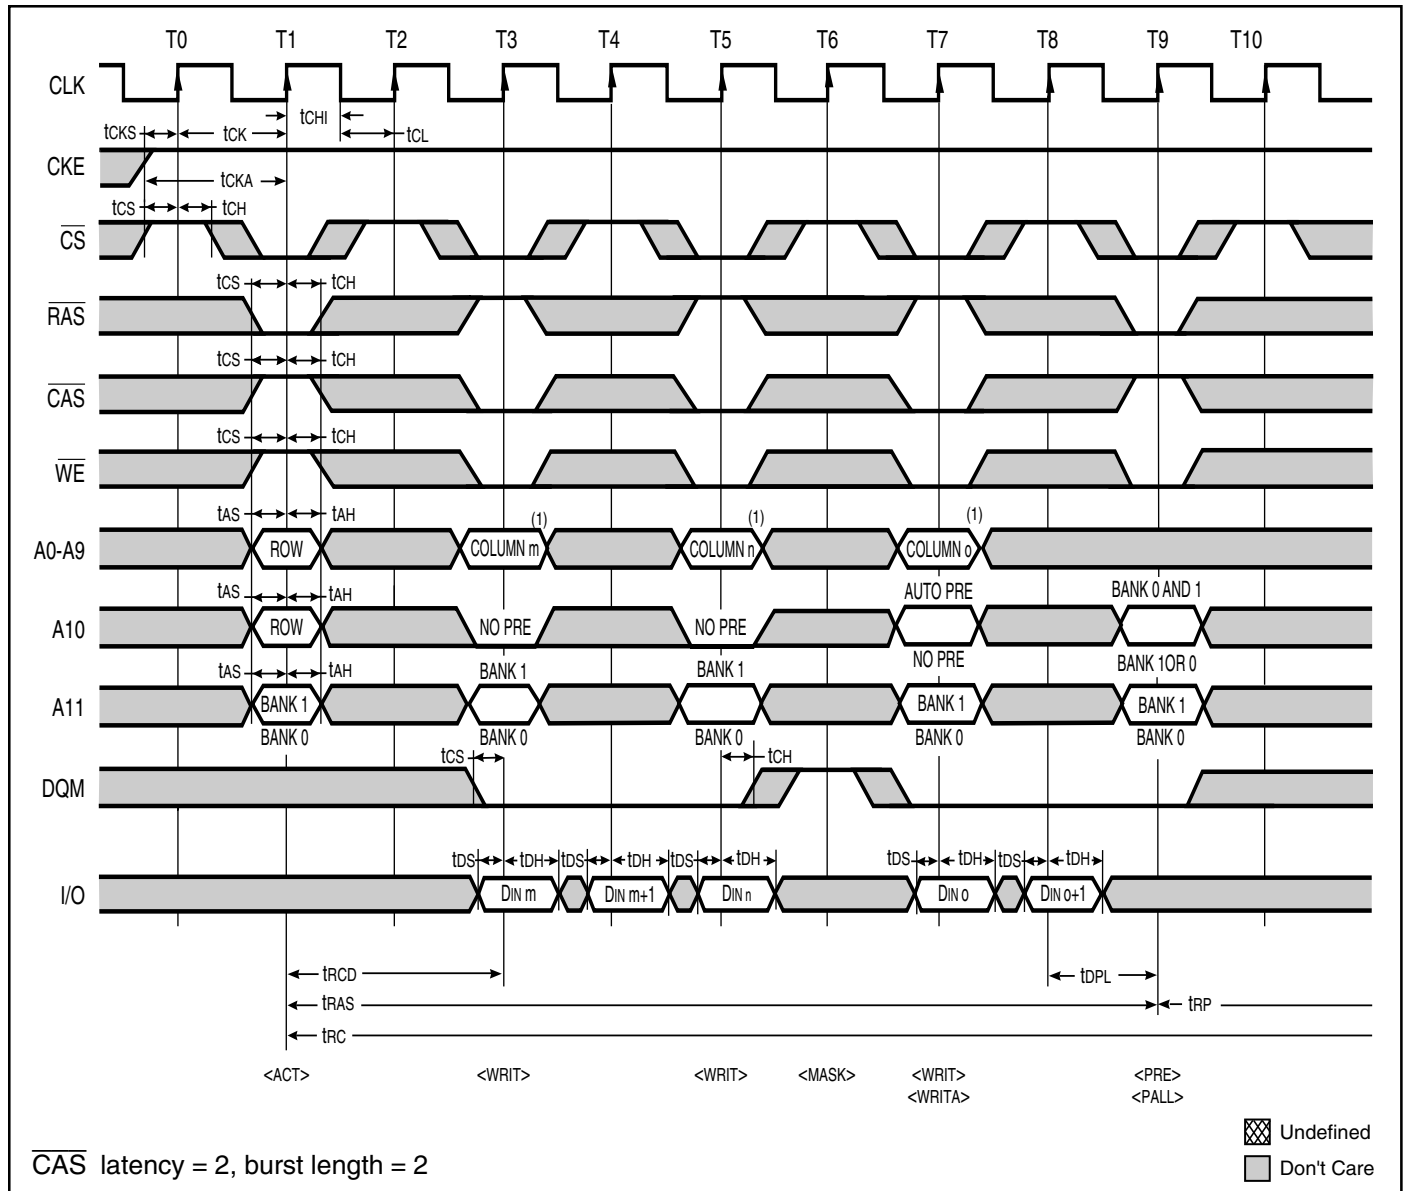 T0 T1 T2 T3 T4 T5 T6 T7 T8 T9 T10
CLK
tCHI
tCKS tCK tCL
CKE
tCKA
tCS tCH
CS
tCS tCH
RAS
tCS tCH
CAS
tCS tCH
WE
tAS tAH (1) (1) (1)
A0-A9 ROW COLUMN m COLUMN n COLUMN o
tAS tAH AUTO PRE BANK 0 AND 1
A10 ROW NO PRE NO PRE
NO PRE BANK 1OR 0
tAS tAH BANK 1 BANK 1
A11 BANK 1 BANK 1 BANK 1
BANK 0 BANK 0 BANK 0 BANK 0 BANK 0
tCS tCH
DQM
tDS tDH tDS tDH tDS tDH tDS tDH tDS tDH
I/O DIN m DIN m+1 DIN n DIN o DIN o+1
tRCD tDPL
tRAS tRP
tRC
<ACT> <WRIT> <WRIT> <MASK> <WRIT> <PRE>
<WRITA> <PALL>
Undefined
CAS latency = 2, burst length = 2
Don't Care